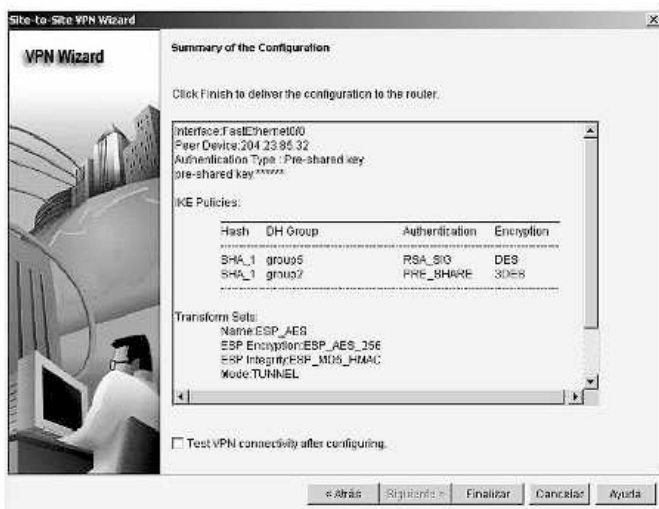 Site-to-Site VPN Wizard
VPN Wizard
Summary of the Configuration
Click Finish to deliver the configuration to the router.
Interface:FastEthernet0/0
Peer Device:204.23.85.32
Authentication Type : Pre-shared key
pre-shared key:******
IKE Policies:
Hash DH Group Authentication Encryption
SHA_1 group5 RSA_SIG DES
SHA_1 group2 PRE_SHARE 3DES
Transform Sets:
Name:ESP_AES
ESP Encryption:ESP_AES_256
ESP Integrity:ESP_MD5_HMAC
Mode:TUNNEL
Test VPN connectivity after configuring.
« Atrás Siguiente » Finalizar Cancelar Ayuda